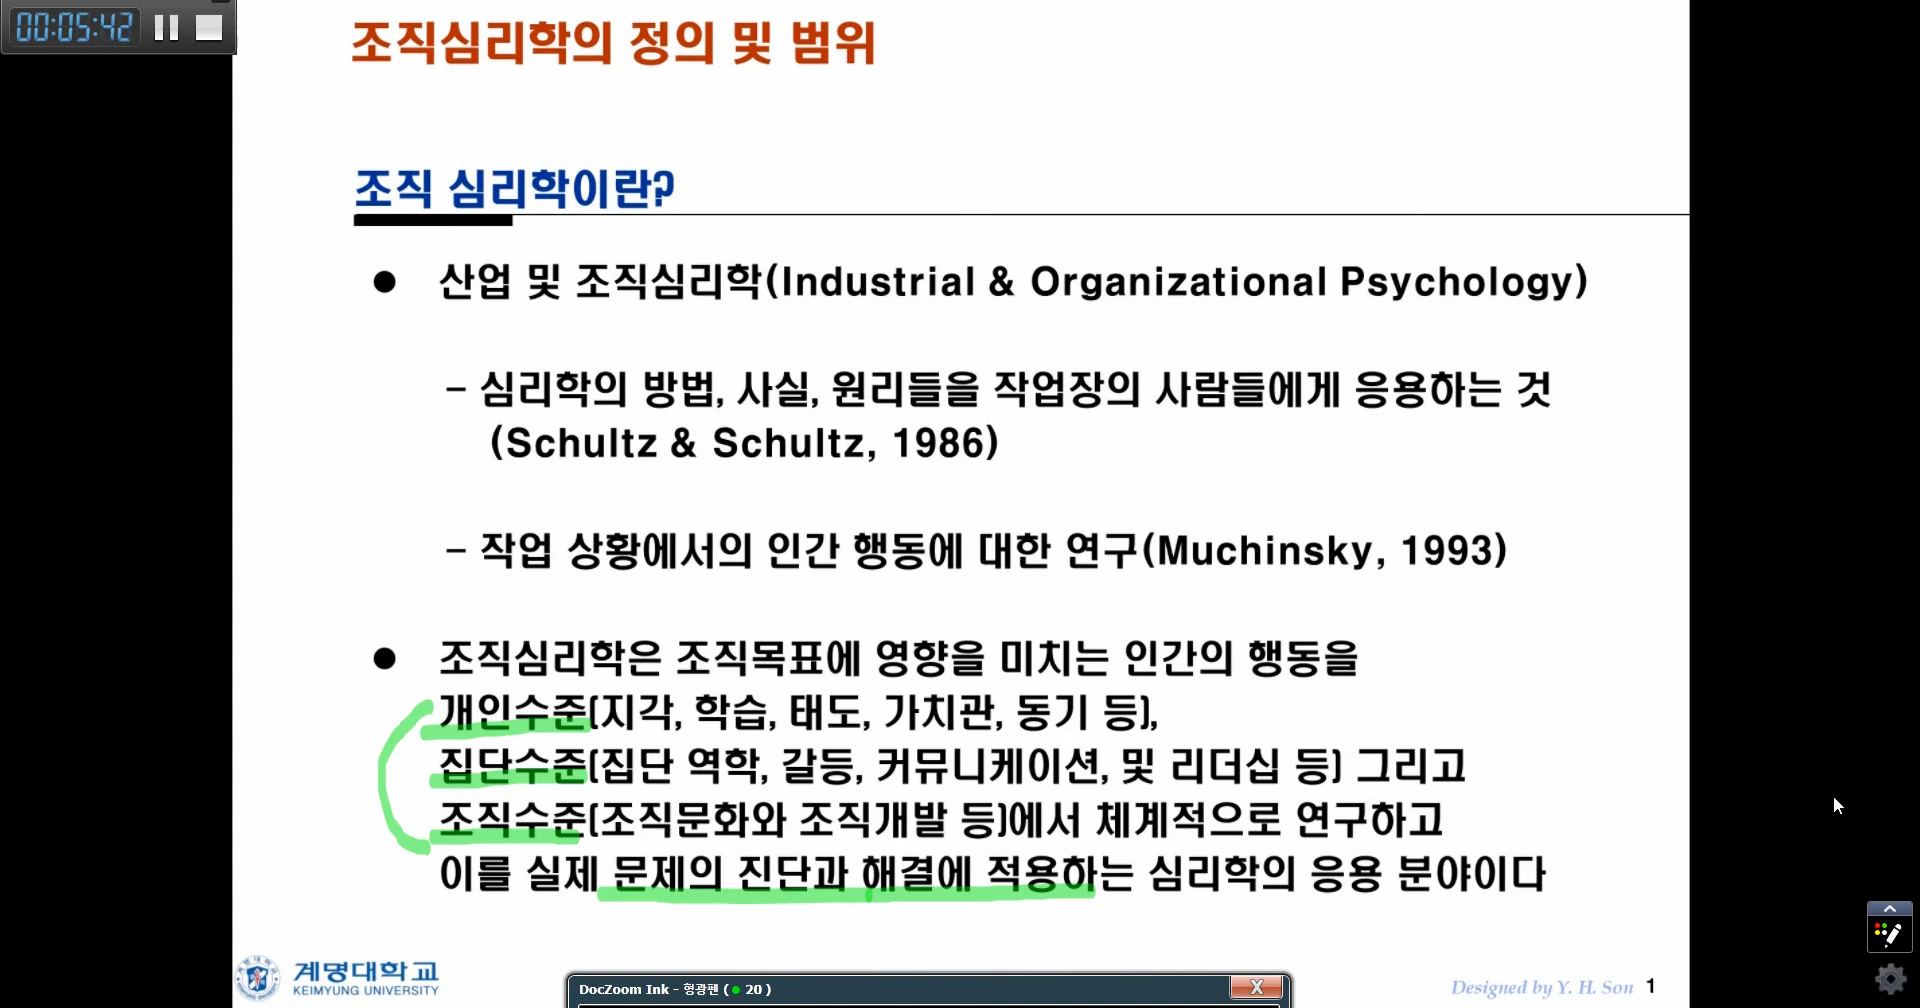 00:05:42
조직심리학의 정의 및 범위
조직 심리학이란?
● 산업 및 조직심리학(Industrial & Organizational Psychology)
– 심리학의 방법, 사실, 원리들을 작업장의 사람들에게 응용하는 것
(Schultz & Schultz, 1986)
– 작업 상황에서의 인간 행동에 대한 연구(Muchinsky, 1993)
● 조직심리학은 조직목표에 영향을 미치는 인간의 행동을
개인수준(지각, 학습, 태도, 가치관, 동기 등),
집단수준(집단 역학, 갈등, 커뮤니케이션, 및 리더십 등) 그리고
조직수준(조직문화와 조직개발 등)에서 체계적으로 연구하고
이를 실제 문제의 진단과 해결에 적용하는 심리학의 응용 분야이다
계명대학교
KEIMYUNG UNIVERSITY
DocZoom Ink - 형광펜 ( ● 20 )
X
Designed by Y. H. Son 1